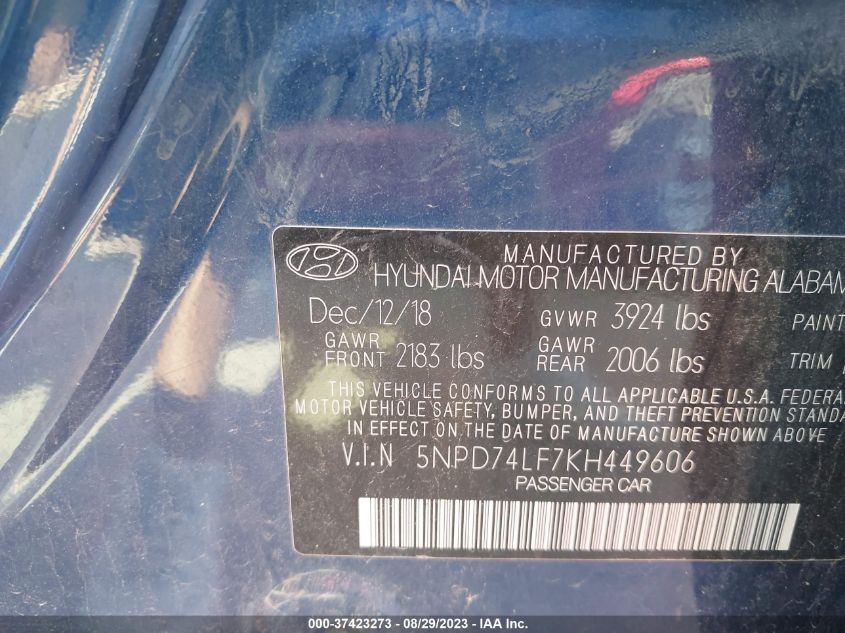 MANUFACTURED BY
HYUNDAI MOTOR MANUFACTURING ALABAM
Dec/12/18 GVWR 3924 lbs PAINT
GAWR FRONT 2183 lbs GAWR REAR 2006 lbs TRIM
THIS VEHICLE CONFORMS TO ALL APPLICABLE U.S.A. FEDERA
MOTOR VEHICLE SAFETY, BUMPER, AND THEFT PREVENTION STANDA
IN EFFECT ON THE DATE OF MANUFACTURE SHOWN ABOVE
V.I.N 5NPD74LF7KH449606
PASSENGER CAR
000-37423273 - 08/29/2023 - IAA Inc.